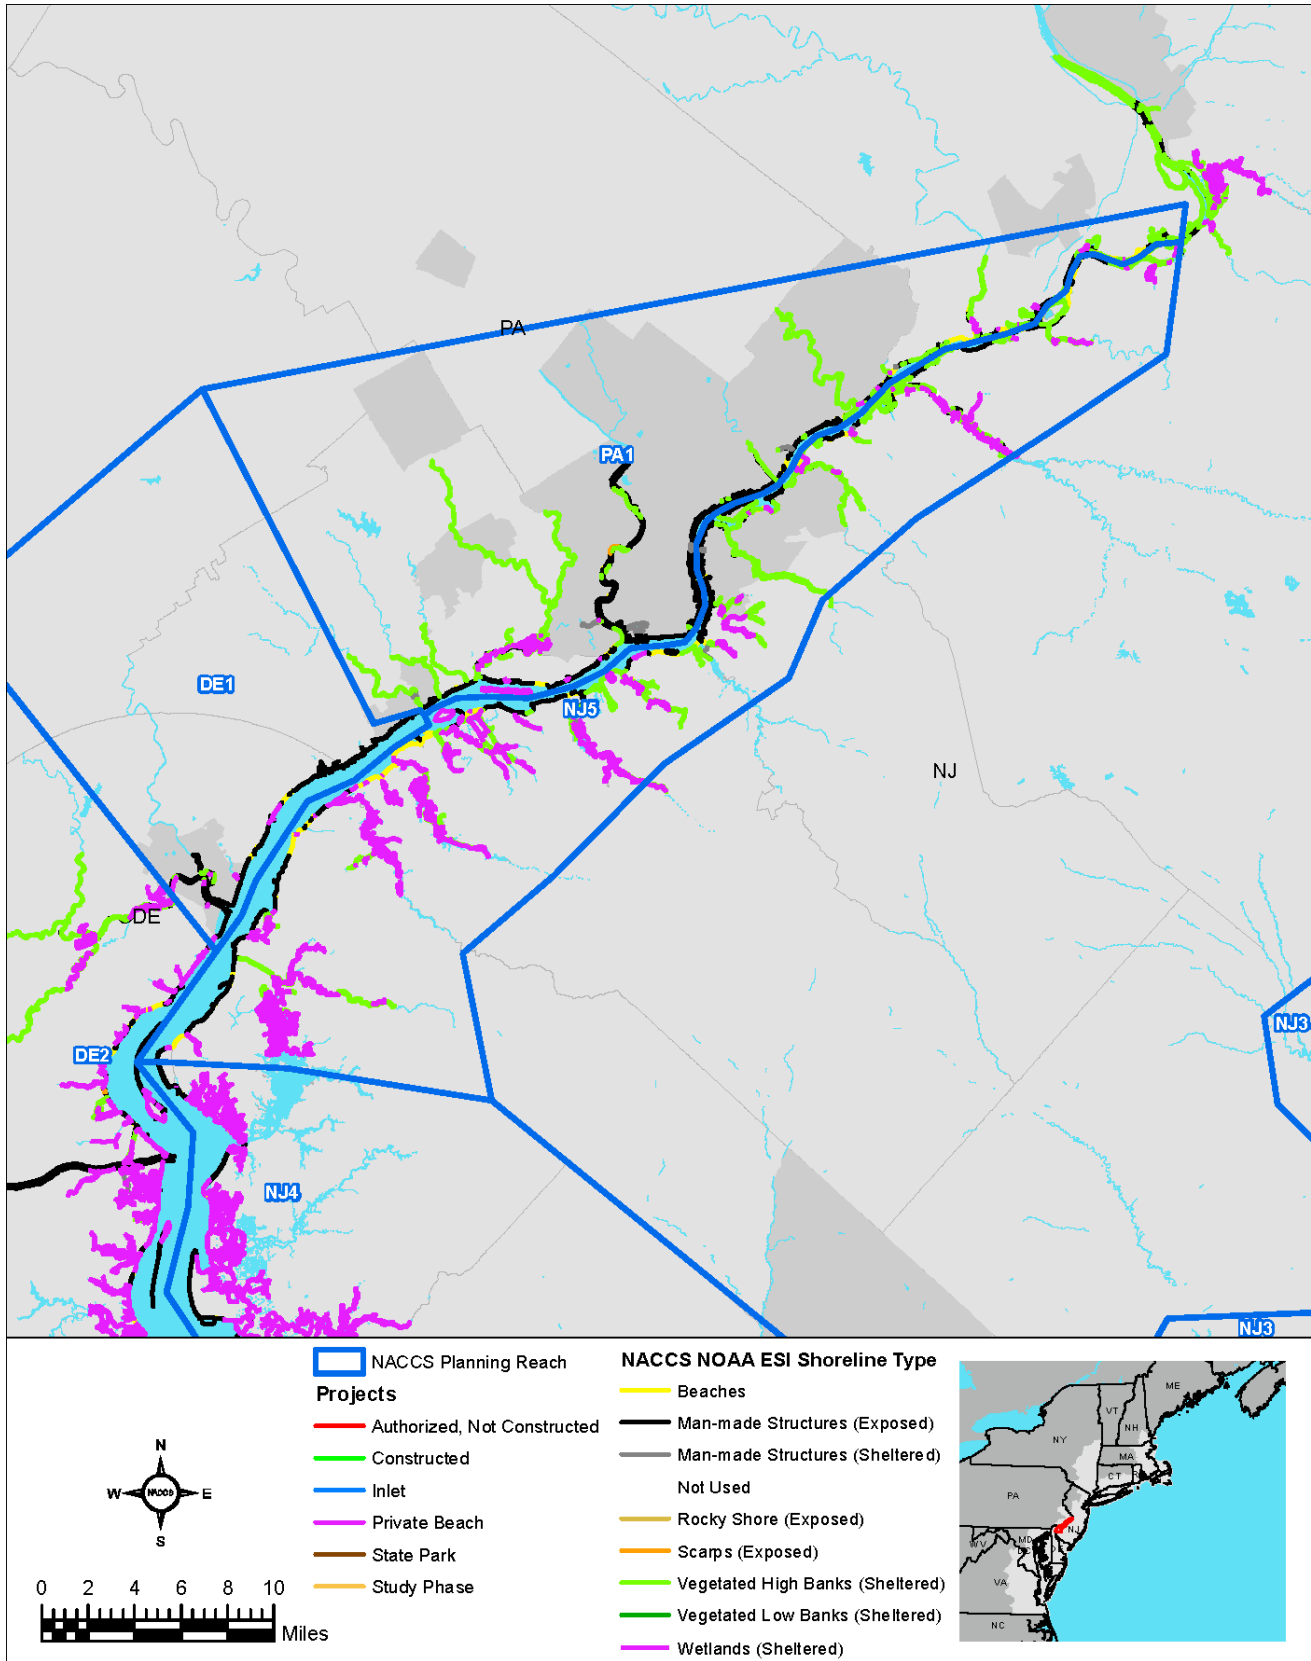 PA
PA1
DE1
NJ5
NJ
DE
NJ3
DE2
NJ4
NJ3
NACCS Planning Reach
Projects
Authorized, Not Constructed
Constructed
Inlet
Private Beach
State Park
Study Phase
NACCS NOAA ESI Shoreline Type
Beaches
Man-made Structures (Exposed)
Man-made Structures (Sheltered)
Not Used
Rocky Shore (Exposed)
Scarps (Exposed)
Vegetated High Banks (Sheltered)
Vegetated Low Banks (Sheltered)
Wetlands (Sheltered)
N
W NACCS E
S
0 2 4 6 8 10
Miles
ME
VT
NH
NY
MA
CT
PA
NJ
MD
WV
VA
NC